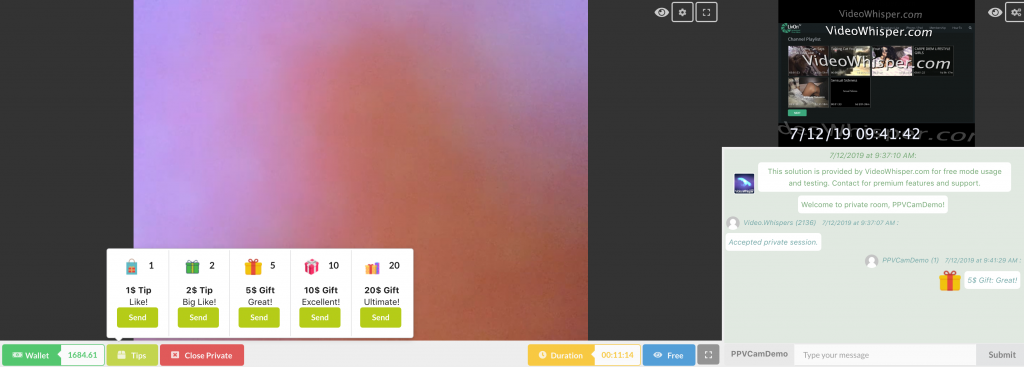 VideoWhisper.com
VideoWhisper.com
Channel Playlist
VideoWhisper.com
7/12/19 09:41:42
7/12/2019 at 9:37:10 AM:
This solution is provided by VideoWhisper.com for free mode usage
and testing. Contact for premium features and support.
Welcome to private room, PPVCamDemo!
Video.Whispers (2136) 7/12/2019 at 9:37:07 AM :
Accepted private session.
PPVCamDemo (1) 7/12/2019 at 9:41:29 AM :
5$ Gift: Great!
1 2 5 10 20
1$ Tip 2$ Tip 5$ Gift 10$ Gift 20$ Gift
Like! Big Like! Great! Excellent! Ultimate!
Send Send Send Send Send
Wallet 1684.61 Tips Close Private Duration 00:11:14 Free PPVCamDemo Type your message Submit